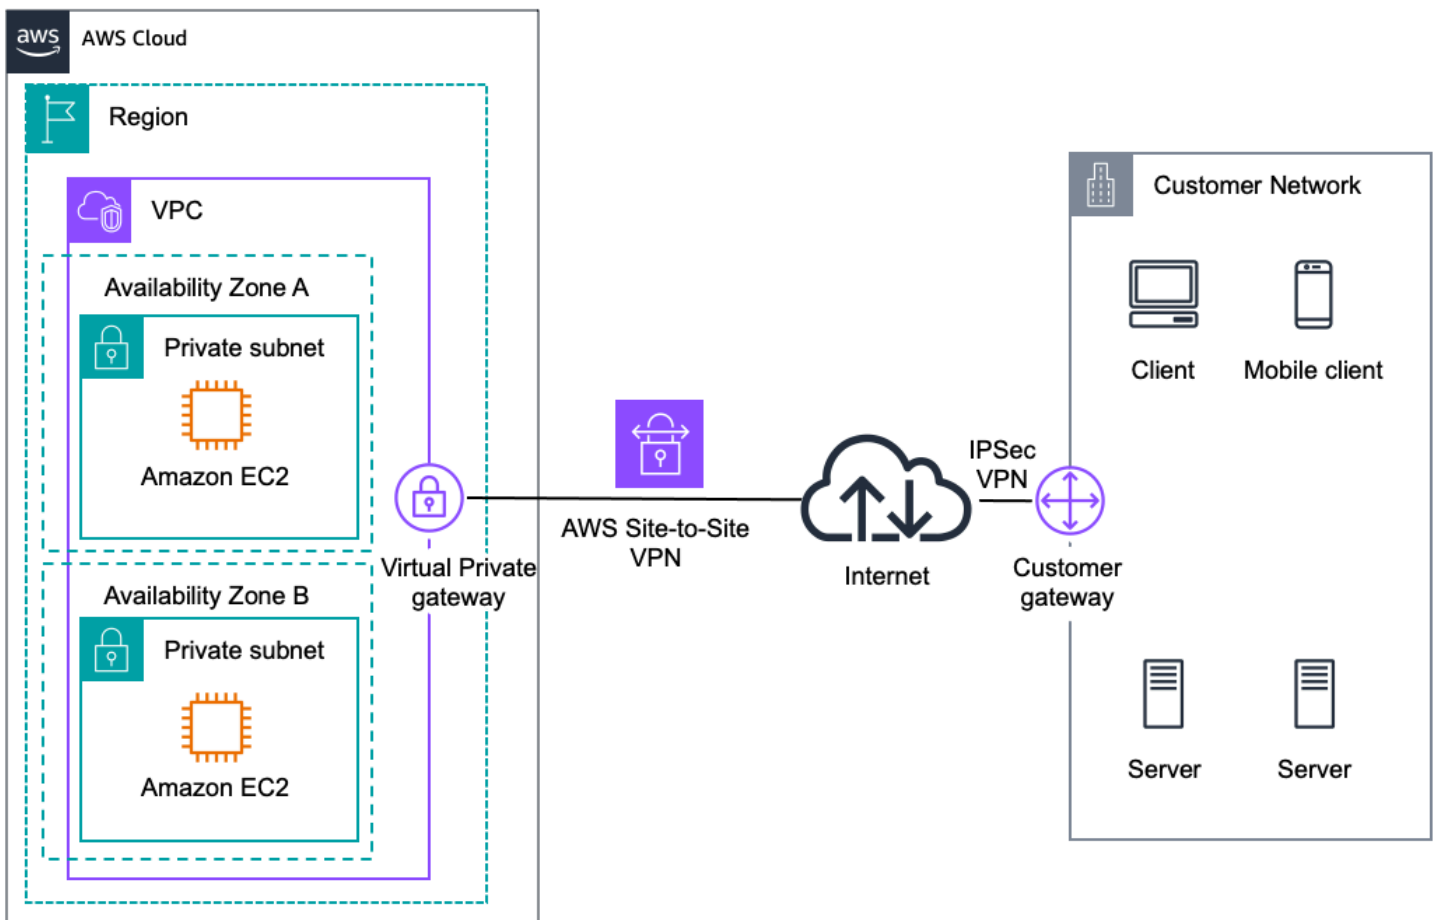 aws
AWS Cloud
Region
VPC
Availability Zone A
Private subnet
Amazon EC2
Virtual Private
gateway
Availability Zone B
Private subnet
Amazon EC2
AWS Site-to-Site
VPN
Internet
IPSec
VPN
Customer
gateway
Customer Network
Client
Mobile client
Server
Server